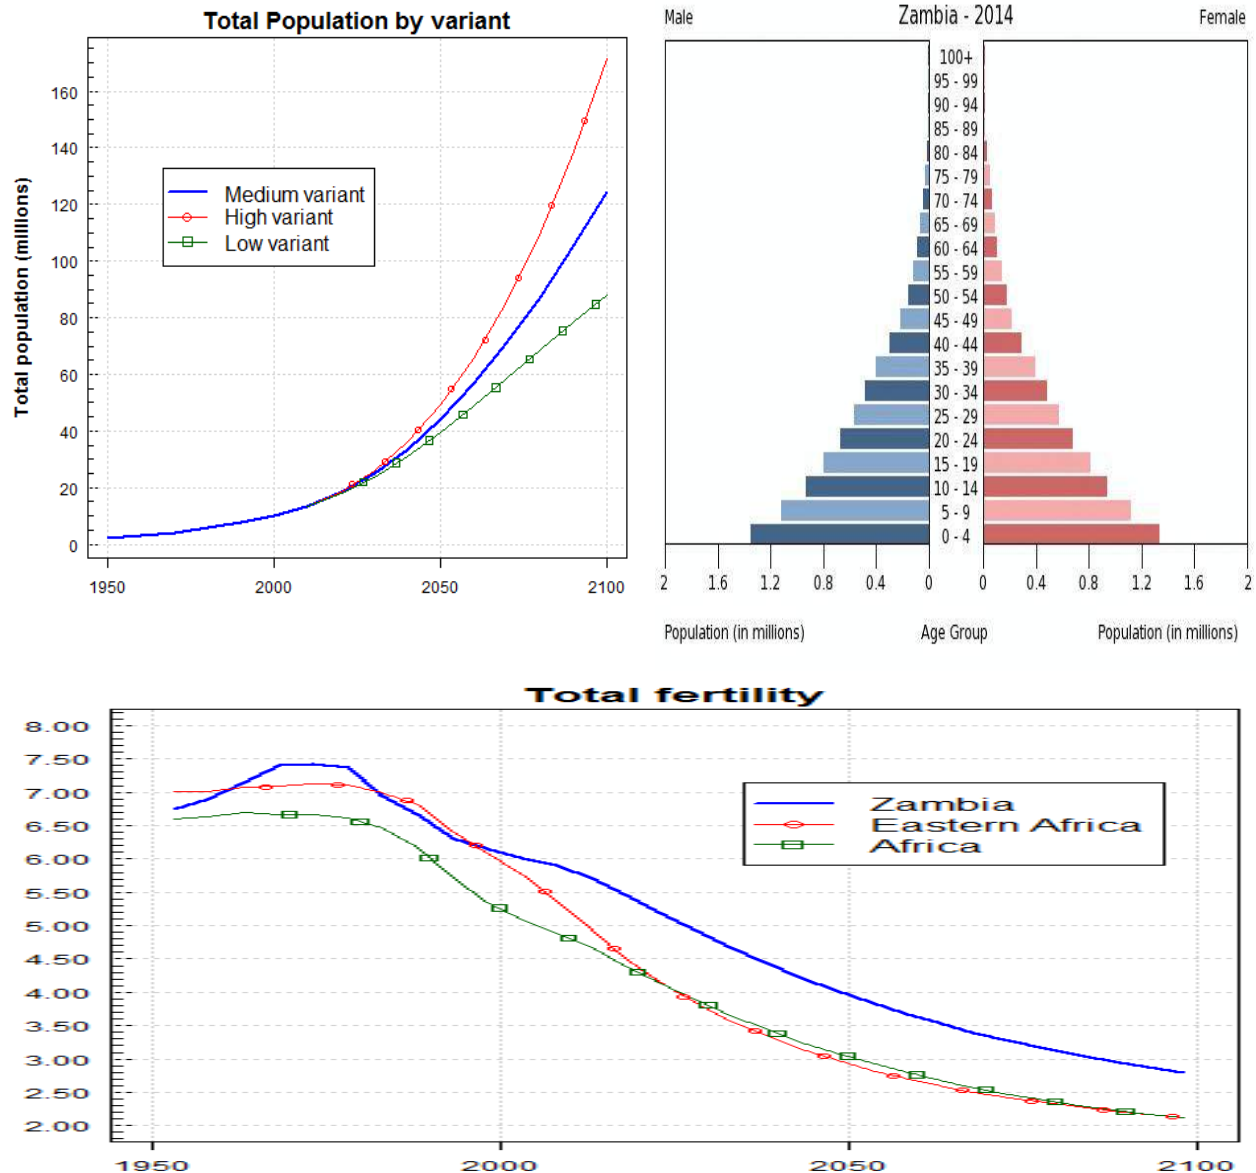 Total Population by variant
Total population (millions)
160
140
120
100
80
60
40
20
0
1950 2000 2050 2100
Medium variant
High variant
Low variant
Male Zambia - 2014 Female
100+
95 - 99
90 - 94
85 - 89
80 - 84
75 - 79
70 - 74
65 - 69
60 - 64
55 - 59
50 - 54
45 - 49
40 - 44
35 - 39
30 - 34
25 - 29
20 - 24
15 - 19
10 - 14
5 - 9
0 - 4
2 1.6 1.2 0.8 0.4 0 0 0.4 0.8 1.2 1.6 2
Population (in millions) Age Group Population (in millions)
Total fertility
8.00
7.50
7.00
6.50
6.00
5.50
5.00
4.50
4.00
3.50
3.00
2.50
2.00
Zambia
Eastern Africa
Africa
1950 2000 2050 2100